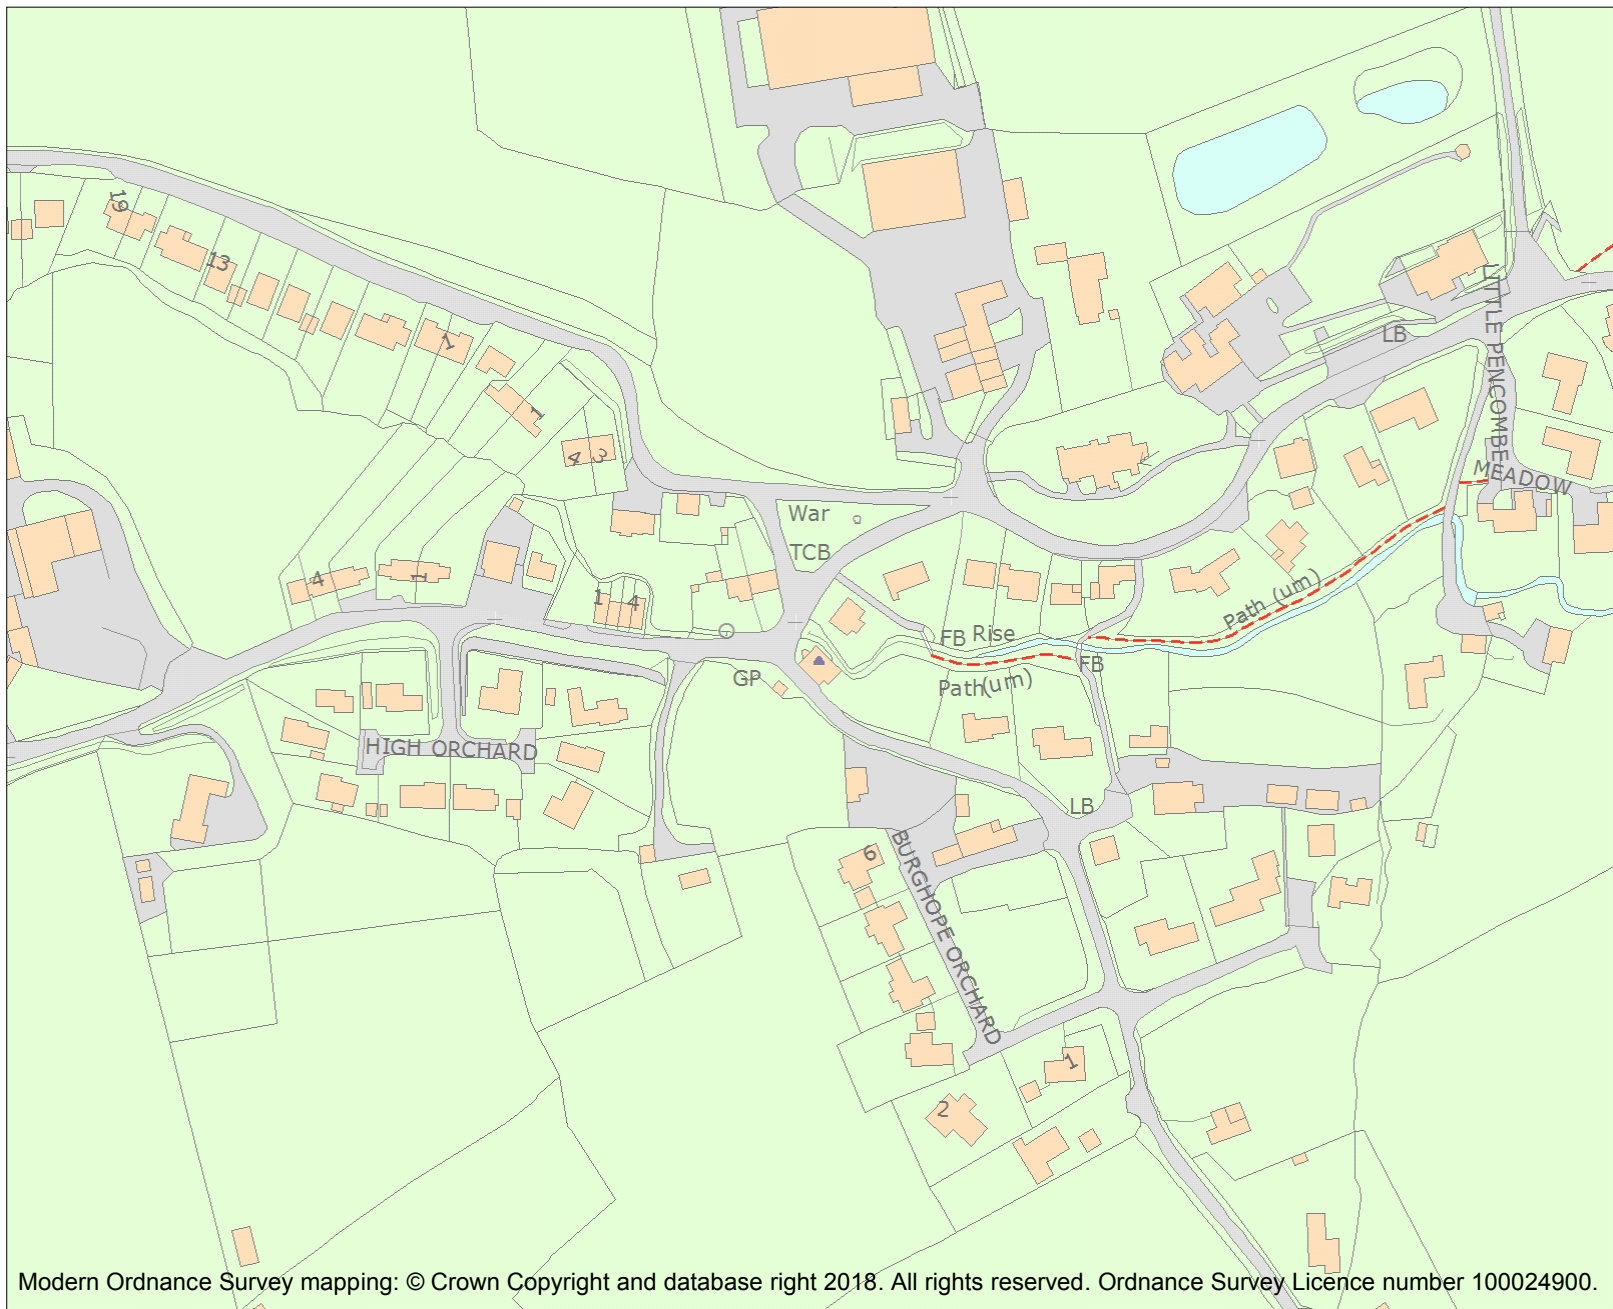 19
13
1
1
4 3
War
TCB
LB
LITTLE PENCOMBE
MEADOW
4
1
1
4
FB
Rise
Path (um)
FB
Path(um)
GP
HIGH ORCHARD
LB
6
BURGHOPE ORCHARD
1
2
Modern Ordnance Survey mapping: © Crown Copyright and database right 2018. All rights reserved. Ordnance Survey Licence number 100024900.